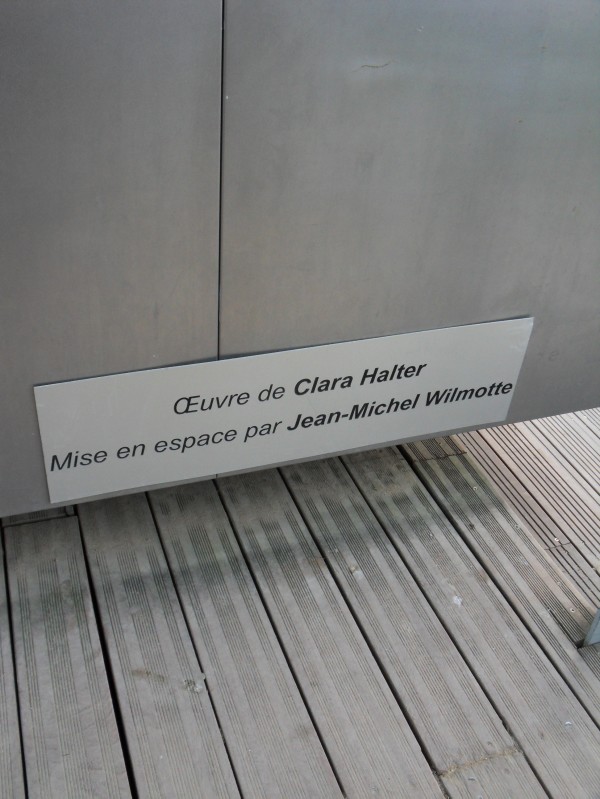 Œuvre de Clara Halter
Mise en espace par Jean-Michel Wilmotte